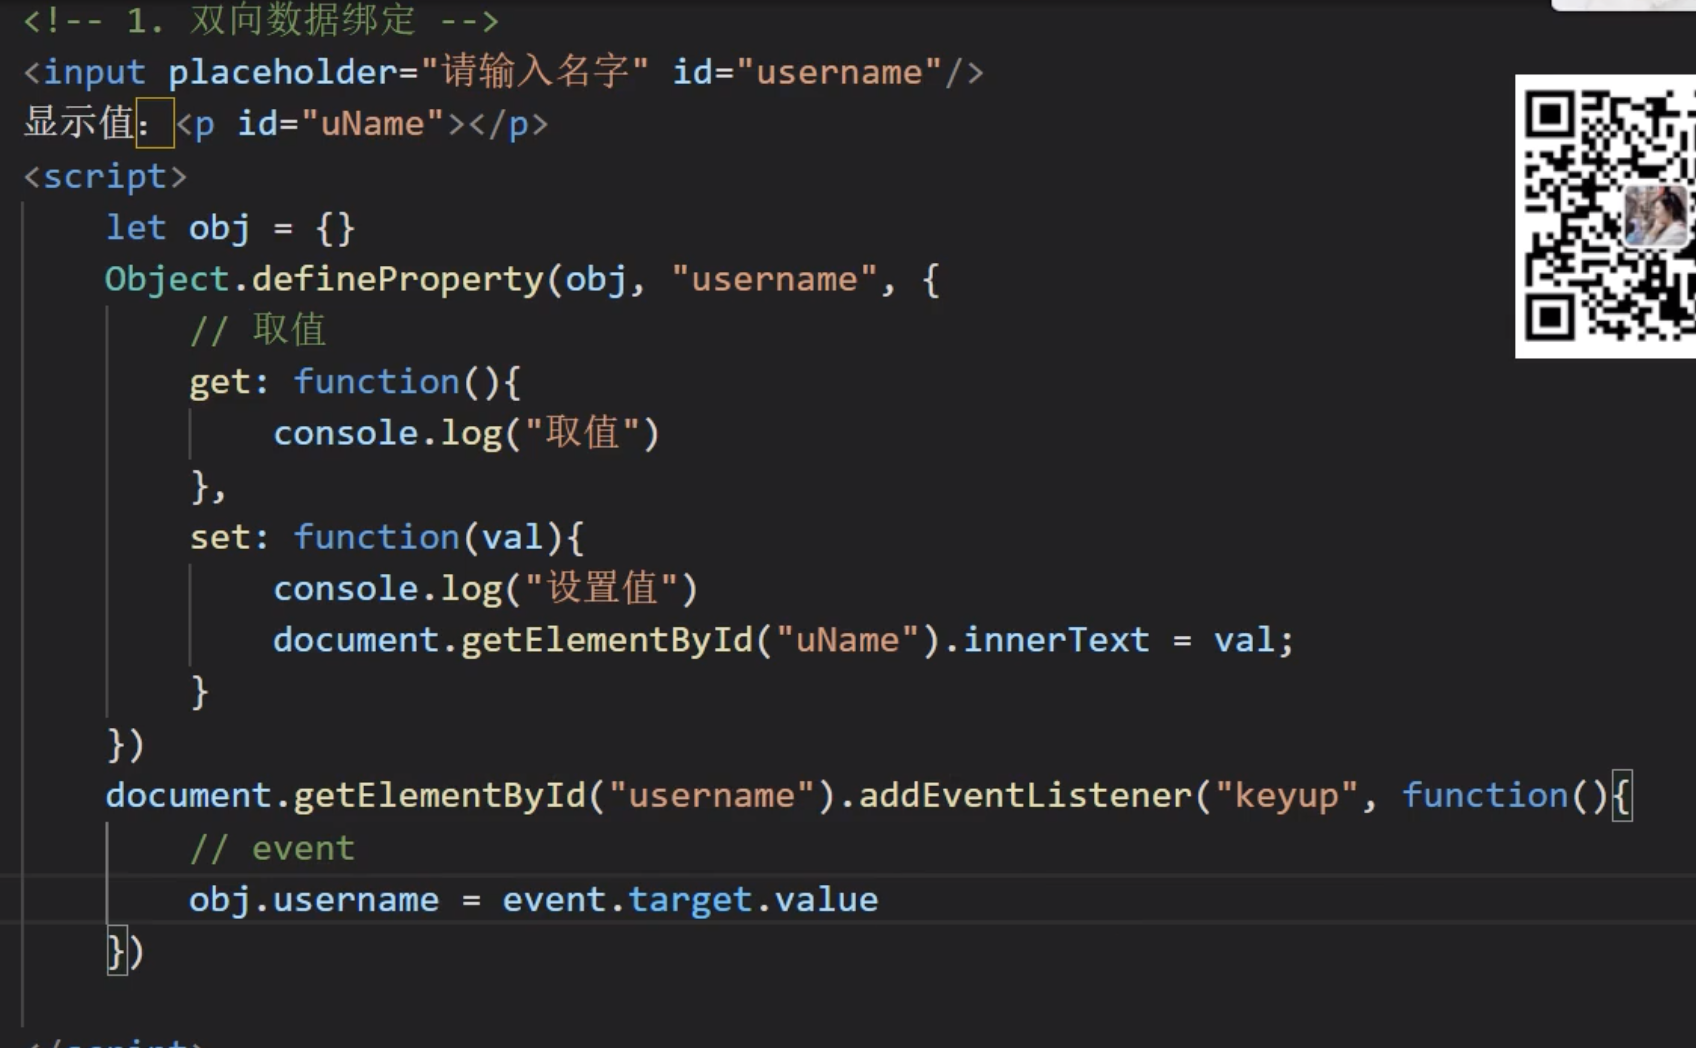 <!-- 1. 双向数据绑定 -->
<input placeholder="请输入名字" id="username"/>
显示值：<p id="uName"></p>
<script>
    let obj = {}
    Object.defineProperty(obj, "username", {
        // 取值
        get: function(){
            console.log("取值")
        },
        set: function(val){
            console.log("设置值")
            document.getElementById("uName").innerText = val;
        }
    })
    document.getElementById("username").addEventListener("keyup", function(){
        // event
        obj.username = event.target.value
    })
</script>